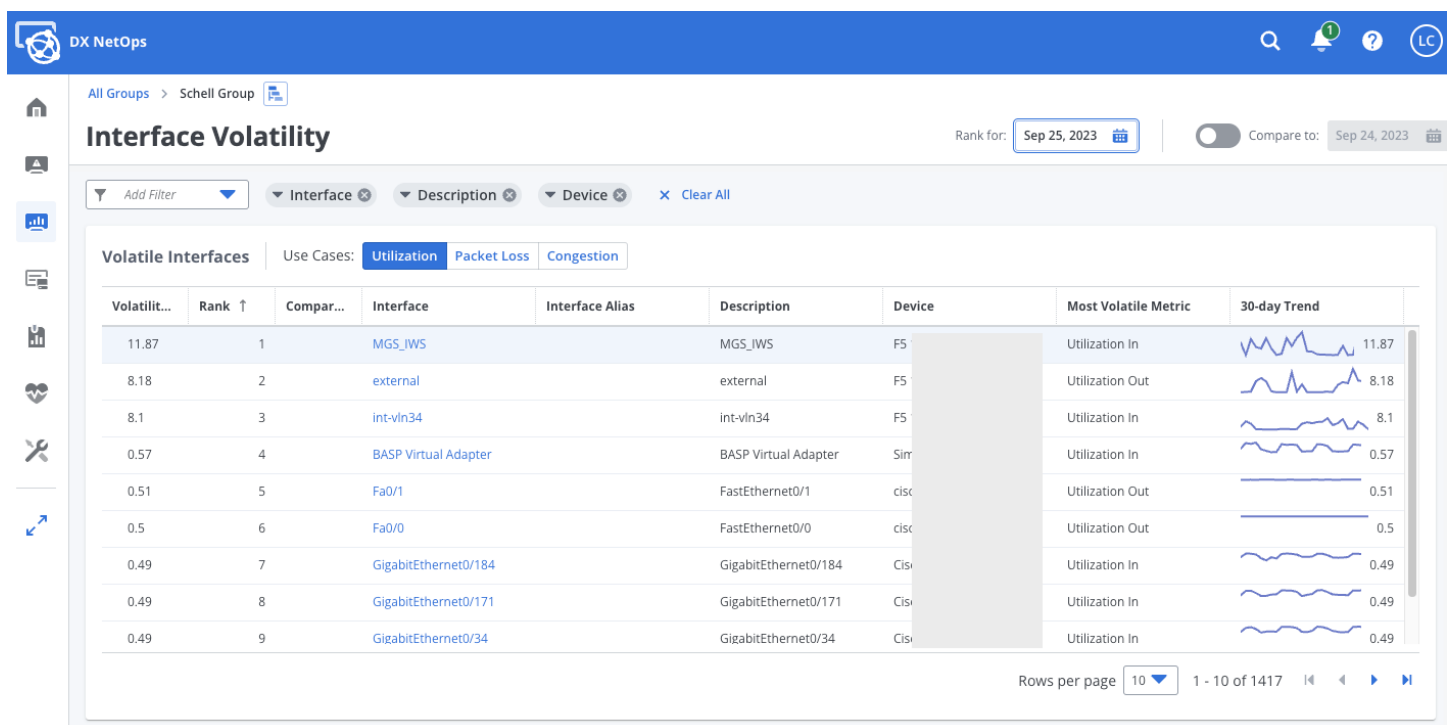 DX NetOps
1
LC
All Groups > Schell Group
Interface Volatility
Rank for: Sep 25, 2023
Compare to: Sep 24, 2023
Add Filter
Interface
Description
Device
Clear All
Volatile Interfaces
Use Cases: Utilization Packet Loss Congestion
Volatilit... Rank ↑ Compar... Interface Interface Alias Description Device Most Volatile Metric 30-day Trend
11.87 1 MGS_IWS MGS_IWS F5 Utilization In 11.87
8.18 2 external external F5 Utilization Out 8.18
8.1 3 int-vln34 int-vln34 F5 Utilization In 8.1
0.57 4 BASP Virtual Adapter BASP Virtual Adapter Sim Utilization In 0.57
0.51 5 Fa0/1 FastEthernet0/1 cisc Utilization Out 0.51
0.5 6 Fa0/0 FastEthernet0/0 cisc Utilization Out 0.5
0.49 7 GigabitEthernet0/184 GigabitEthernet0/184 Cis Utilization In 0.49
0.49 8 GigabitEthernet0/171 GigabitEthernet0/171 Cis Utilization In 0.49
0.49 9 GigabitEthernet0/34 GigabitEthernet0/34 Cis Utilization In 0.49
Rows per page 10 1 - 10 of 1417